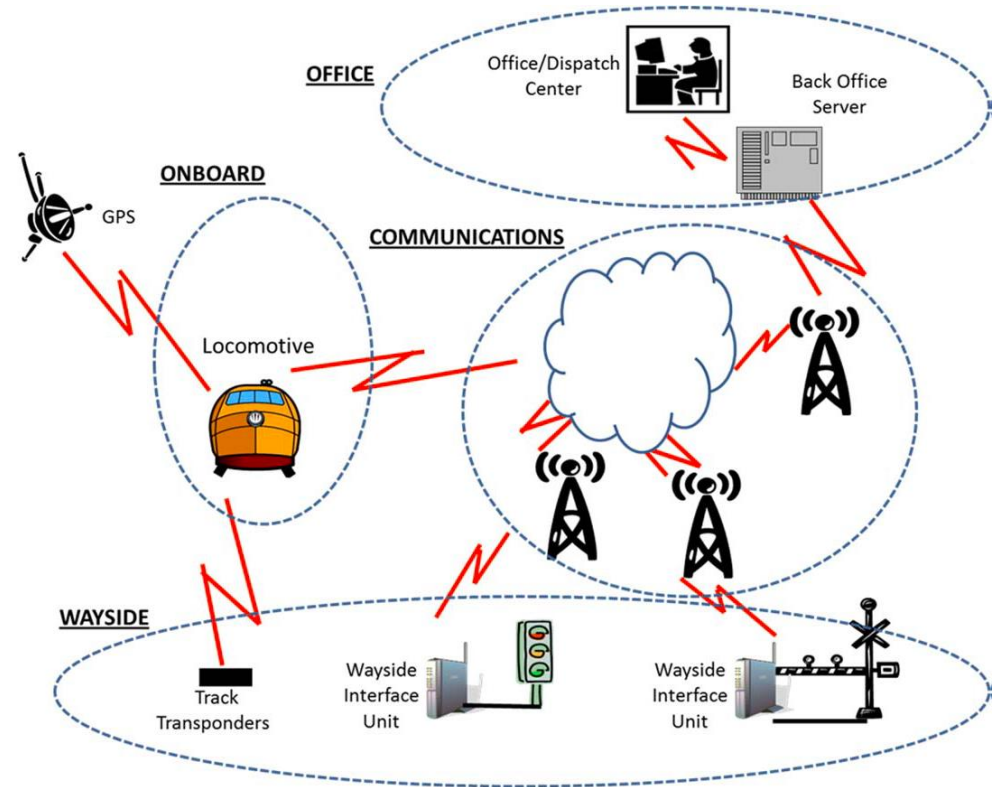 OFFICE
Office/Dispatch
Center
Back Office
Server
ONBOARD
GPS
COMMUNICATIONS
Locomotive
WAYSIDE
Track
Transponders
Wayside
Interface
Unit
G
G
G
Wayside
Interface
Unit